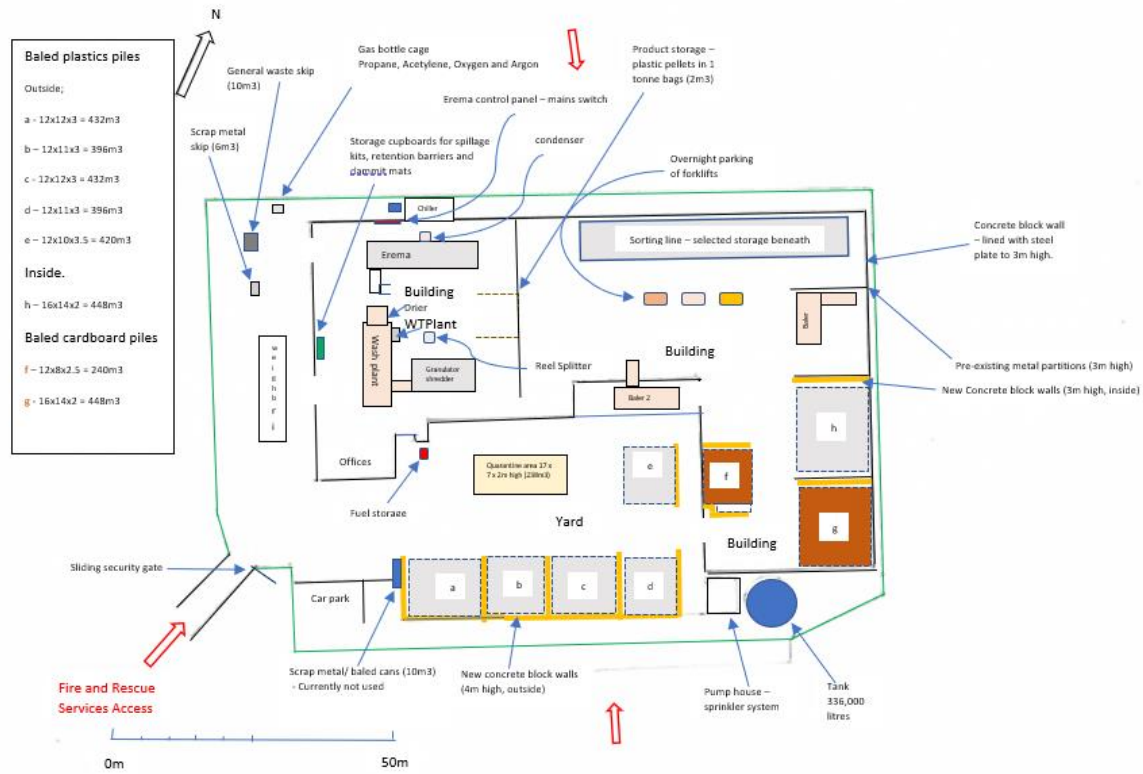 N
Baled plastics piles
Outside;
a - 12x12x3 = 432m3
b – 12x11x3 = 396m3
c - 12x12x3 = 432m3
d – 12x11x3 = 396m3
e – 12x10x3.5 = 420m3
Inside.
h – 16x14x2 = 448m3
Baled cardboard piles
f – 12x8x2.5 = 240m3
g - 16x14x2 = 448m3
General waste skip
(10m3)
Gas bottle cage
Propane, Acetylene, Oxygen and Argon
Product storage –
plastic pellets in 1
tonne bags (2m3)
Erema control panel – mains switch
Scrap metal
skip (6m3)
Storage cupboards for spillage
kits, retention barriers and
dammit mats
condenser
Overnight parking
of forklifts
Chiller
Concrete block wall
– lined with steel
plate to 3m high.
Erema
Sorting line – selected storage beneath
Building
Drier
WTPlant
Wash plant
Granulator
shredder
Reel Splitter
Building
Baler
Baler 2
Pre-existing metal partitions (3m high)
New Concrete block walls (3m high, inside)
weighbri
Offices
Quarantine area 17 x
7 x 2m high (238m3)
e
f
h
g
Fuel storage
Yard
Building
Sliding security gate
Car park
a
b
c
d
Fire and Rescue
Services Access
Scrap metal/ baled cans (10m3)
- Currently not used
New concrete block walls
(4m high, outside)
Pump house –
sprinkler system
Tank
336,000
litres
0m
50m